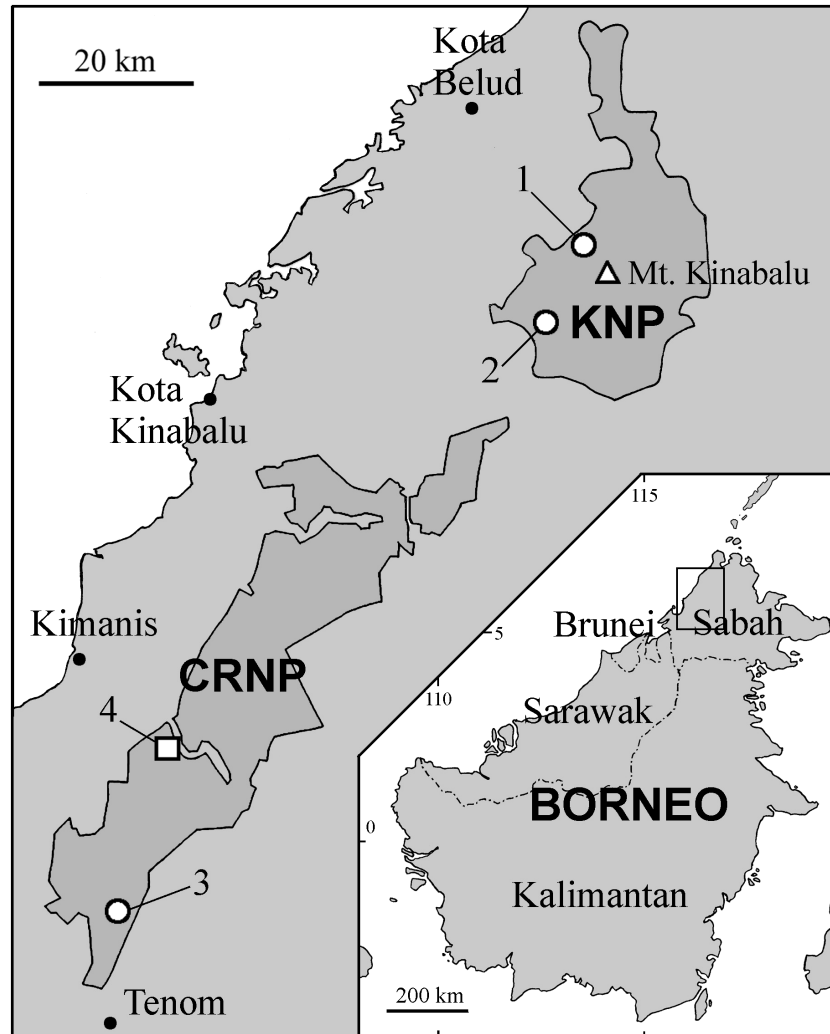 20 km
Kota
Belud
1
Mt. Kinabalu
KNP
2
Kota
Kinabalu
115
Kimanis
Brunei
Sabah
5
CRNP
110
4
Sarawak
BORNEO
0
3
Kalimantan
Tenom
200 km